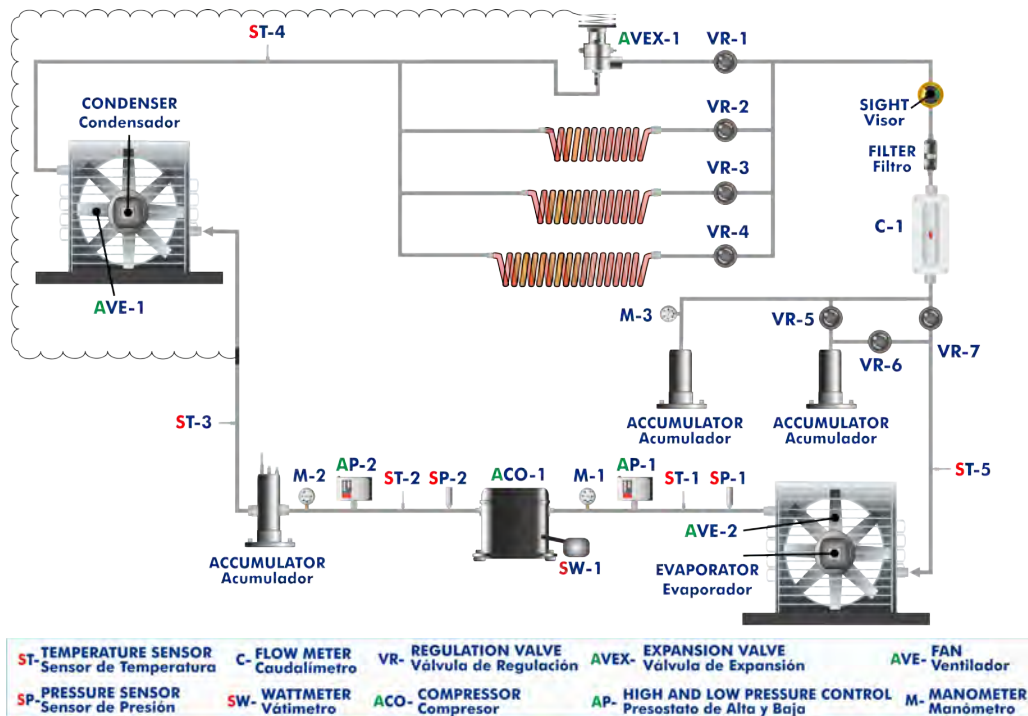 ST-4
AVEX-1
VR-1
CONDENSER
Condensador
VR-2
SIGHT
Visor
FILTER
Filtro
VR-3
C-1
VR-4
AVE-1
M-3
VR-5
VR-6
VR-7
ACCUMULATOR
Acumulador
ACCUMULATOR
Acumulador
ST-3
ST-5
M-2
AP-2
ST-2
SP-2
ACO-1
M-1
AP-1
ST-1
SP-1
AVE-2
ACCUMULATOR
Acumulador
SW-1
EVAPORATOR
Evaporador
ST- TEMPERATURE SENSOR
Sensor de Temperatura
C- FLOW METER
Caudalímetro
VR- REGULATION VALVE
Válvula de Regulación
AVEX- EXPANSION VALVE
Válvula de Expansión
AVE- FAN
Ventilador
SP- PRESSURE SENSOR
Sensor de Presión
SW- WATTMETER
Vátimetro
ACO- COMPRESSOR
Compresor
AP- HIGH AND LOW PRESSURE CONTROL
Presostato de Alta y Baja
M- MANOMETER
Manòmetro